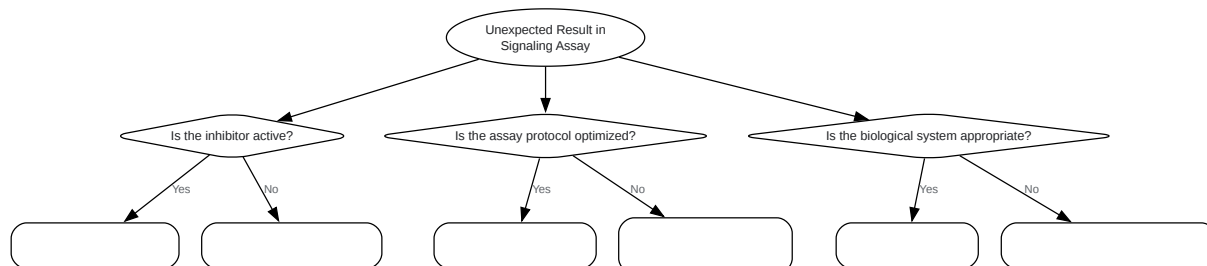 Unexpected Result in
Signaling Assay
Is the inhibitor active?
Is the assay protocol optimized?
Is the biological system appropriate?
Yes
No
Yes
No
Yes
No